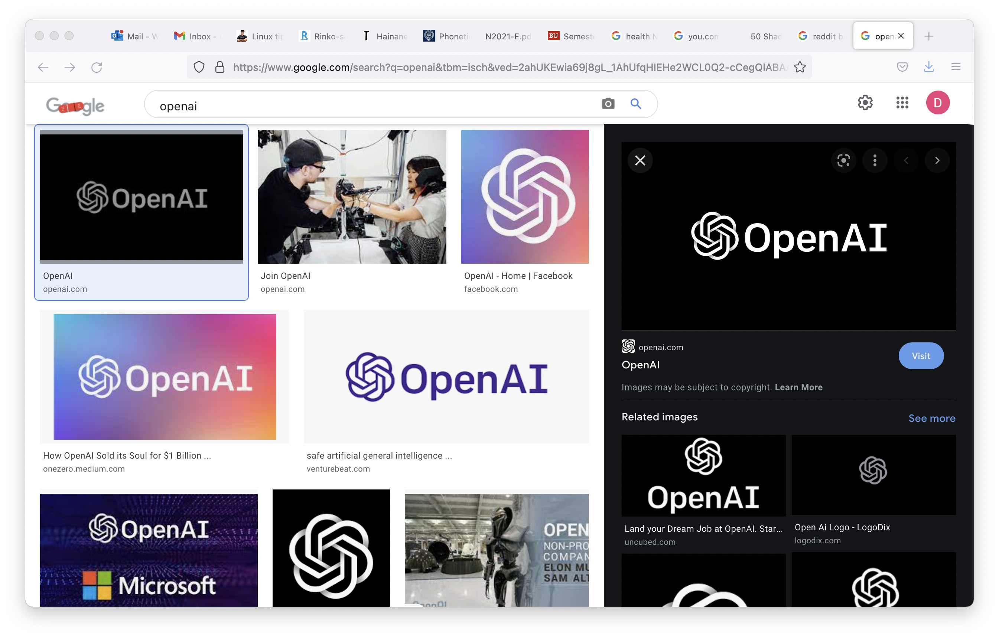 Mail - W
Inbox -
Linux tip
Rinko-s
Hainane
Phoneti
N2021-E.pd
BU Semeste
health N
you.com
50 Shad
reddit b
open
https://www.google.com/search?q=openai&tbm=isch&ved=2ahUKEwia69j8gL_1AhUfqHIEHe2WCL0Q2-cCegQIABAA
Google
openai
D
OpenAI
OpenAI
openai.com
Join OpenAI
openai.com
OpenAI - Home | Facebook
facebook.com
OpenAI
How OpenAI Sold its Soul for $1 Billion ...
onezero.medium.com
OpenAI
safe artificial general intelligence ...
venturebeat.com
OpenAI
Microsoft
OPEN
NON-PRO
COMPAN
ELON MU
SAM ALT
OpenAI
OpenAI
openai.com
OpenAI
Visit
Images may be subject to copyright. Learn More
Related images
See more
OpenAI
Land your Dream Job at OpenAI. Star...
uncubed.com
Open Ai Logo - LogoDix
logodix.com